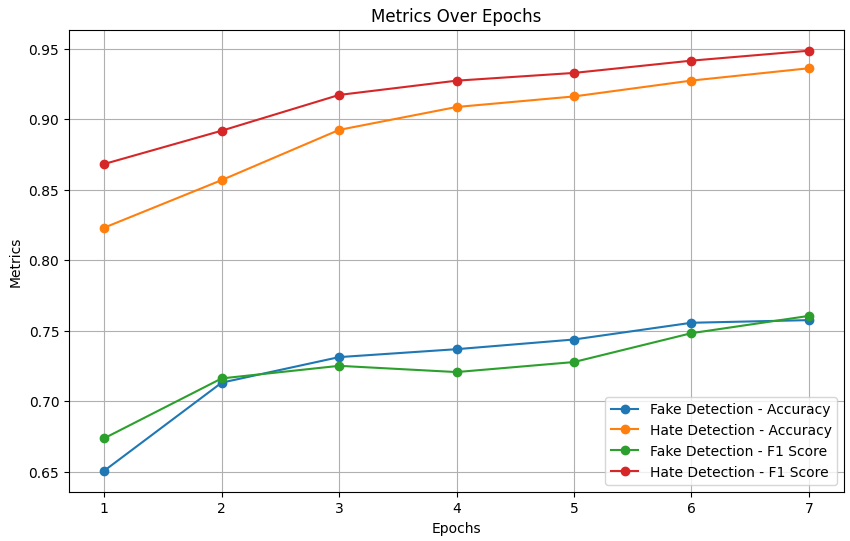 Metrics Over Epochs
Metrics
0.95
0.90
0.85
0.80
0.75
0.70
0.65
Fake Detection - Accuracy
Hate Detection - Accuracy
Fake Detection - F1 Score
Hate Detection - F1 Score
1 2 3 4 5 6 7
Epochs